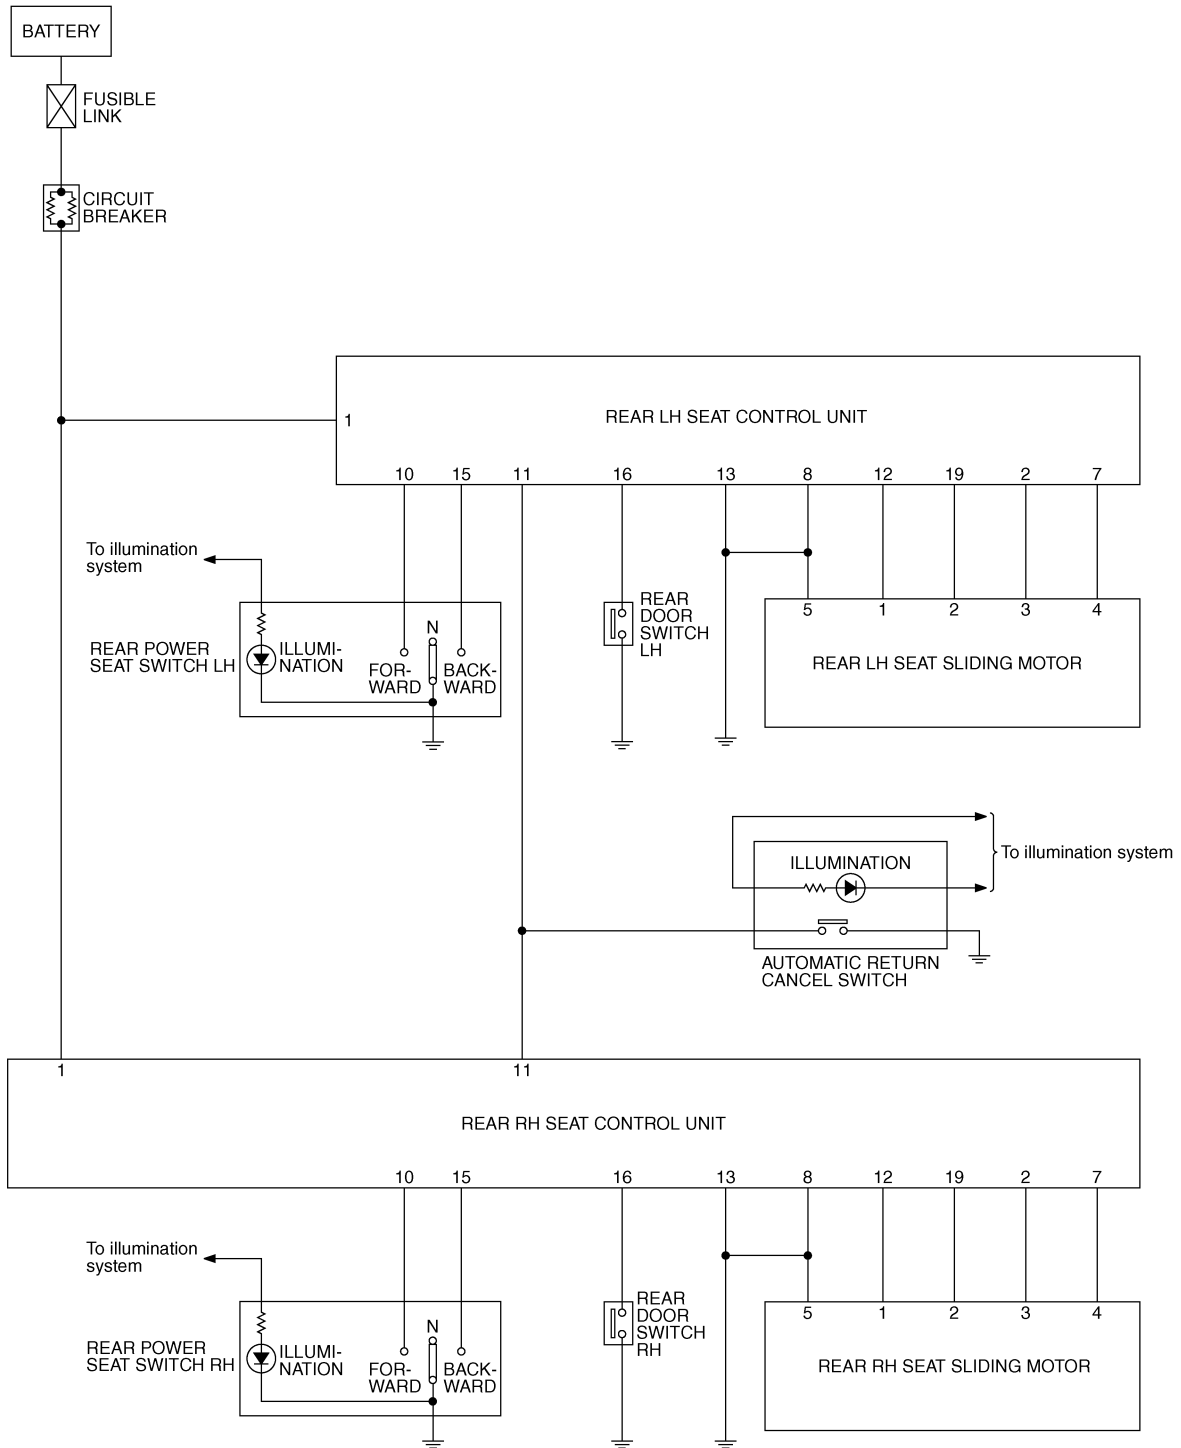 BATTERY
FUSIBLE
LINK
CIRCUIT
BREAKER
1
REAR LH SEAT CONTROL UNIT
10 15 11 16 13 8 12 19 2 7
To illumination
system
REAR POWER
SEAT SWITCH LH
ILLUMI-
NATION
FOR-
WARD
N
BACK-
WARD
REAR
DOOR
SWITCH
LH
5 1 2 3 4
REAR LH SEAT SLIDING MOTOR
ILLUMINATION
To illumination system
AUTOMATIC RETURN
CANCEL SWITCH
1 11
REAR RH SEAT CONTROL UNIT
10 15 16 13 8 12 19 2 7
To illumination
system
REAR POWER
SEAT SWITCH RH
ILLUMI-
NATION
FOR-
WARD
N
BACK-
WARD
REAR
DOOR
SWITCH
RH
5 1 2 3 4
REAR RH SEAT SLIDING MOTOR